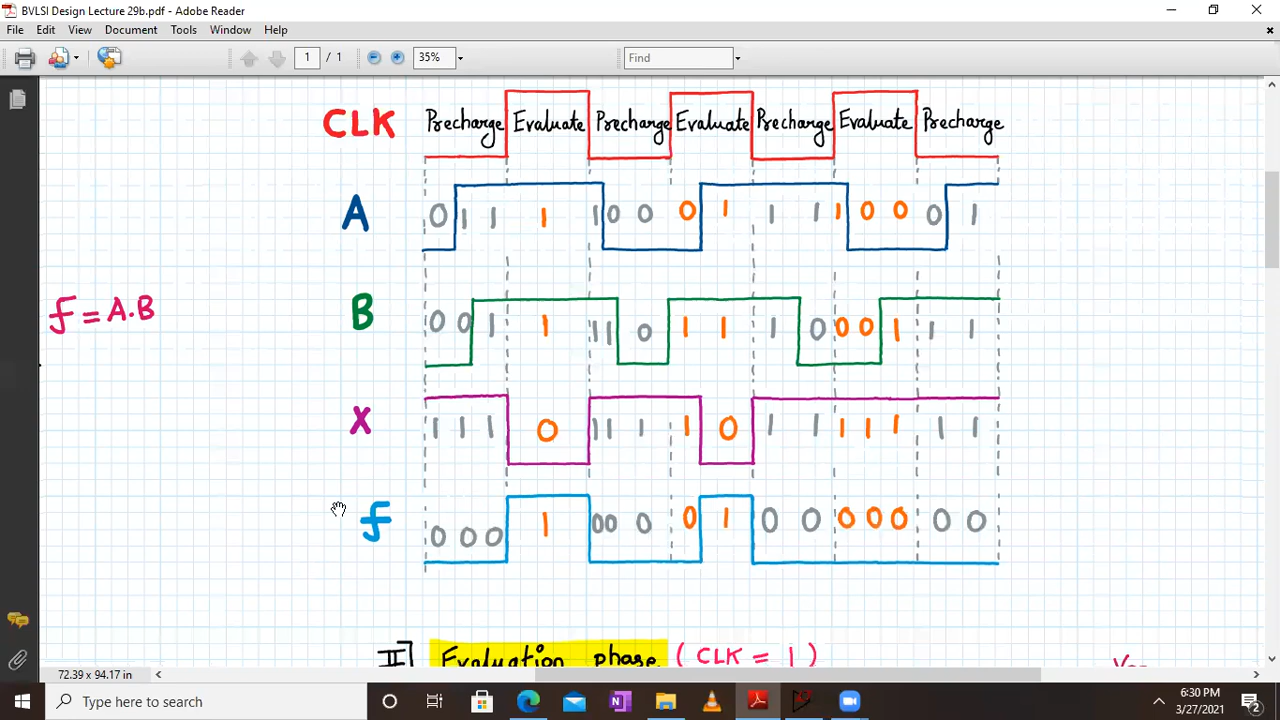 BVLSI Design Lecture 29b.pdf - Adobe Reader
File Edit View Document Tools Window Help
1 / 1 35% Find
CLK Precharge Evaluate Precharge Evaluate Precharge Evaluate Precharge
A 0 1 1 1 1 0 0 0 1 1 1 1 0 0 0 1
f = A.B
B 0 0 1 1 1 1 0 1 1 1 0 0 0 1 1 1
X 1 1 1 0 1 1 1 1 0 1 1 1 1 1 1 1
f 0 0 0 1 0 0 0 0 1 0 0 0 0 0 0 0
II] Evaluation phase (CLK = 1)
72.39 x 94.17 in
Type here to search
6:30 PM
3/27/2021
2